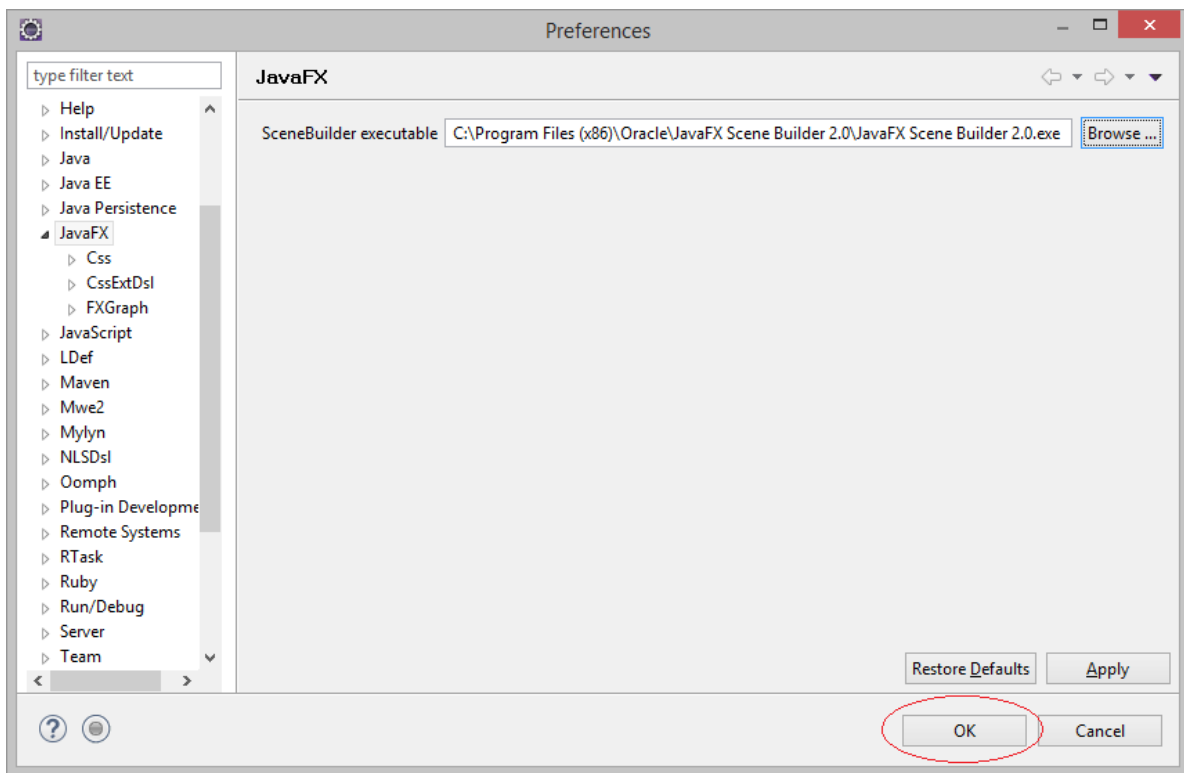 Preferences
type filter text
JavaFX
Help
Install/Update
Java
Java EE
Java Persistence
JavaFX
Css
CssExtDsl
FXGraph
JavaScript
LDef
Maven
Mwe2
Mylyn
NLSDsl
Oomph
Plug-in Developme
Remote Systems
RTask
Ruby
Run/Debug
Server
Team
SceneBuilder executable C:\Program Files (x86)\Oracle\JavaFX Scene Builder 2.0\JavaFX Scene Builder 2.0.exe Browse ...
Restore Defaults Apply
OK Cancel